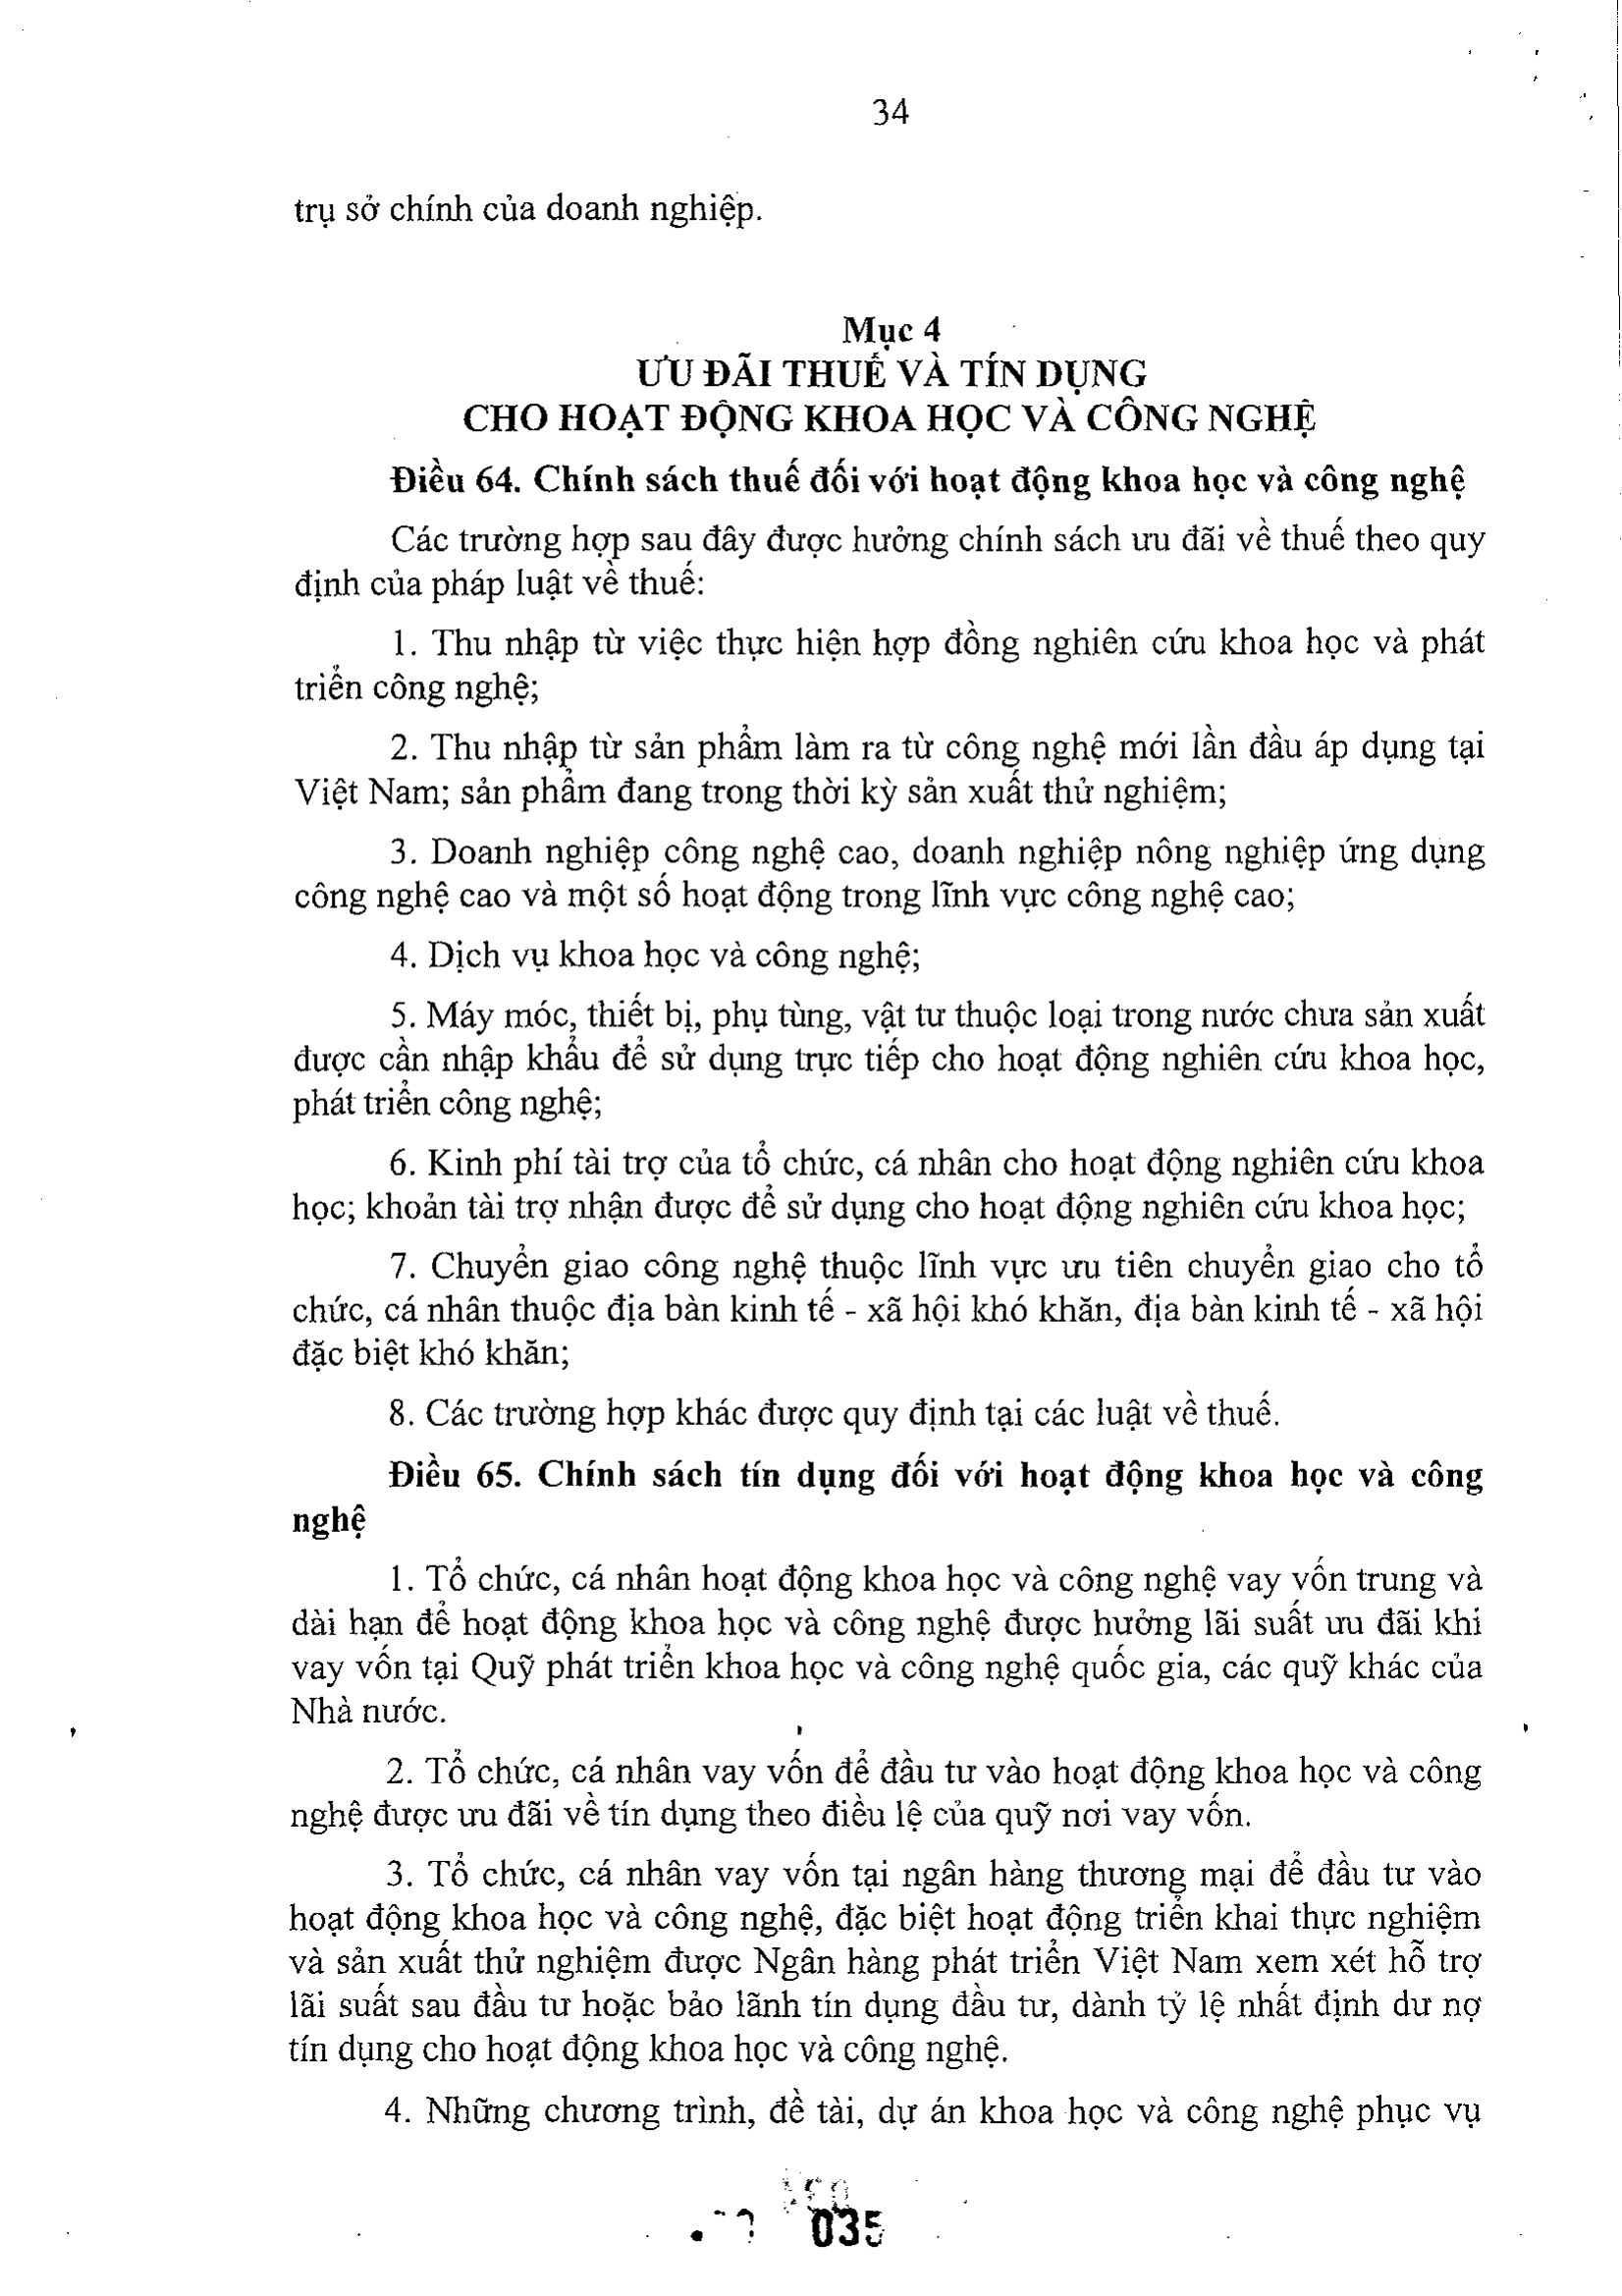 34
trụ sở chính của doanh nghiệp.
Mục 4
ƯU ĐÃI THUẾ VÀ TÍN DỤNG
CHO HOẠT ĐỘNG KHOA HỌC VÀ CÔNG NGHỆ
Điều 64. Chính sách thuế đối với hoạt động khoa học và công nghệ
Các trường hợp sau đây được hưởng chính sách ưu đãi về thuế theo quy
định của pháp luật về thuế:
1. Thu nhập từ việc thực hiện hợp đồng nghiên cứu khoa học và phát
triển công nghệ;
2. Thu nhập từ sản phẩm làm ra từ công nghệ mới lần đầu áp dụng tại
Việt Nam; sản phẩm đang trong thời kỳ sản xuất thử nghiệm;
3. Doanh nghiệp công nghệ cao, doanh nghiệp nông nghiệp ứng dụng
công nghệ cao và một số hoạt động trong lĩnh vực công nghệ cao;
4. Dịch vụ khoa học và công nghệ;
5. Máy móc, thiết bị, phụ tùng, vật tư thuộc loại trong nước chưa sản xuất
được cần nhập khẩu để sử dụng trực tiếp cho hoạt động nghiên cứu khoa học,
phát triển công nghệ;
6. Kinh phí tài trợ của tổ chức, cá nhân cho hoạt động nghiên cứu khoa
học; khoản tài trợ nhận được để sử dụng cho hoạt động nghiên cứu khoa học;
7. Chuyển giao công nghệ thuộc lĩnh vực ưu tiên chuyển giao cho tổ
chức, cá nhân thuộc địa bàn kinh tế - xã hội khó khăn, địa bàn kinh tế - xã hội
đặc biệt khó khăn;
8. Các trường hợp khác được quy định tại các luật về thuế.
Điều 65. Chính sách tín dụng đối với hoạt động khoa học và công
nghệ
1. Tổ chức, cá nhân hoạt động khoa học và công nghệ vay vốn trung và
dài hạn để hoạt động khoa học và công nghệ được hưởng lãi suất ưu đãi khi
vay vốn tại Quỹ phát triển khoa học và công nghệ quốc gia, các quỹ khác của
Nhà nước.
2. Tổ chức, cá nhân vay vốn để đầu tư vào hoạt động khoa học và công
nghệ được ưu đãi về tín dụng theo điều lệ của quỹ nơi vay vốn.
3. Tổ chức, cá nhân vay vốn tại ngân hàng thương mại để đầu tư vào
hoạt động khoa học và công nghệ, đặc biệt hoạt động triển khai thực nghiệm
và sản xuất thử nghiệm được Ngân hàng phát triển Việt Nam xem xét hỗ trợ
lãi suất sau đầu tư hoặc bảo lãnh tín dụng đầu tư, dành tỷ lệ nhất định dư nợ
tín dụng cho hoạt động khoa học và công nghệ.
4. Những chương trình, đề tài, dự án khoa học và công nghệ phục vụ
035